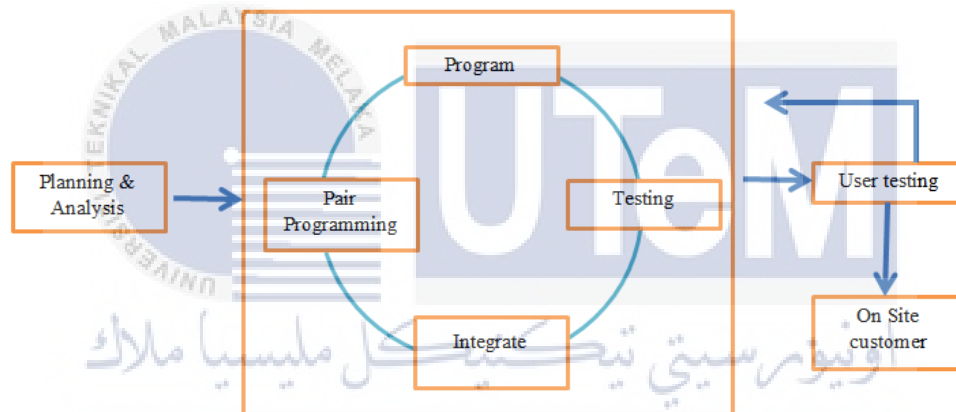 UNIVERSITI TEKNIKAL MALAYSIA MELAKA
UTeM
Program
Planning &
Analysis
Pair
Programming
Testing
User testing
Integrate
On Site
customer
اونيۏرسيتي تيكنيكل مليسيا ملاك